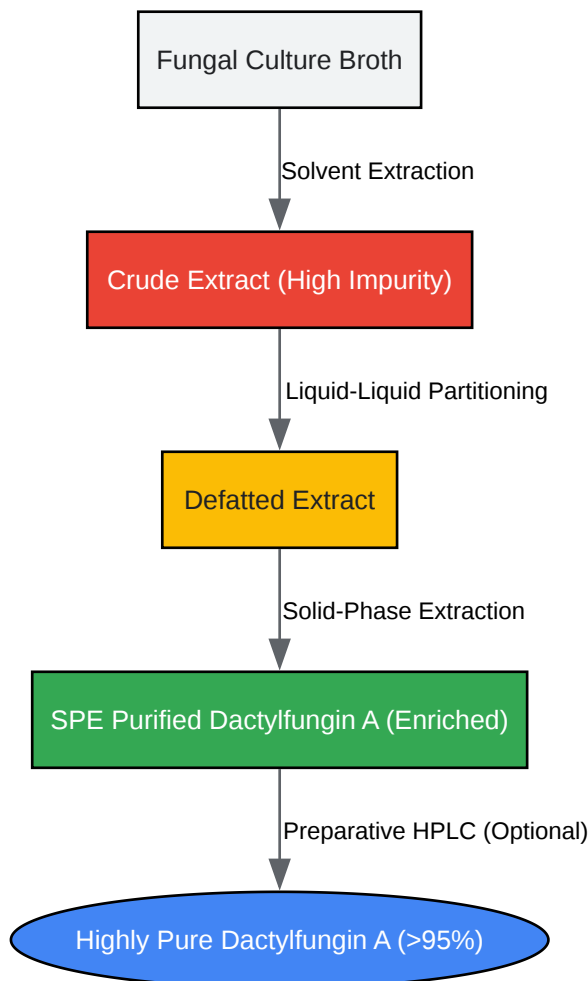 Fungal Culture Broth
Solvent Extraction
Crude Extract (High Impurity)
Liquid-Liquid Partitioning
Defatted Extract
Solid-Phase Extraction
SPE Purified Dactylfungin A (Enriched)
Preparative HPLC (Optional)
Highly Pure Dactylfungin A (>95%)